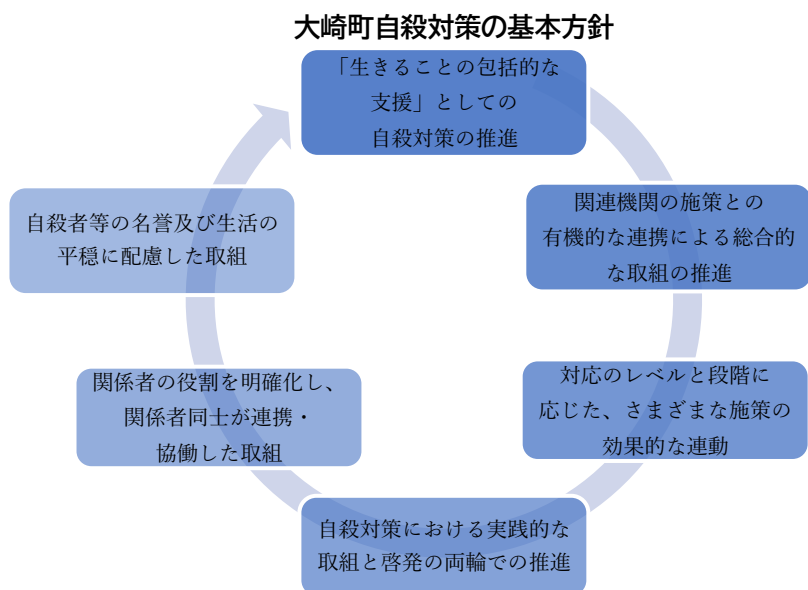 大崎町自殺対策の基本方針
「生きることの包括的な
支援」としての
自殺対策の推進
関連機関の施策との
有機的な連携による総合的
な取組の推進
対応のレベルと段階に
応じた、さまざまな施策の
効果的な連動
自殺対策における実践的な
取組と啓発の両輪での推進
関係者の役割を明確化し、
関係者同士が連携・
協働した取組
自殺者等の名誉及び生活の
平穏に配慮した取組